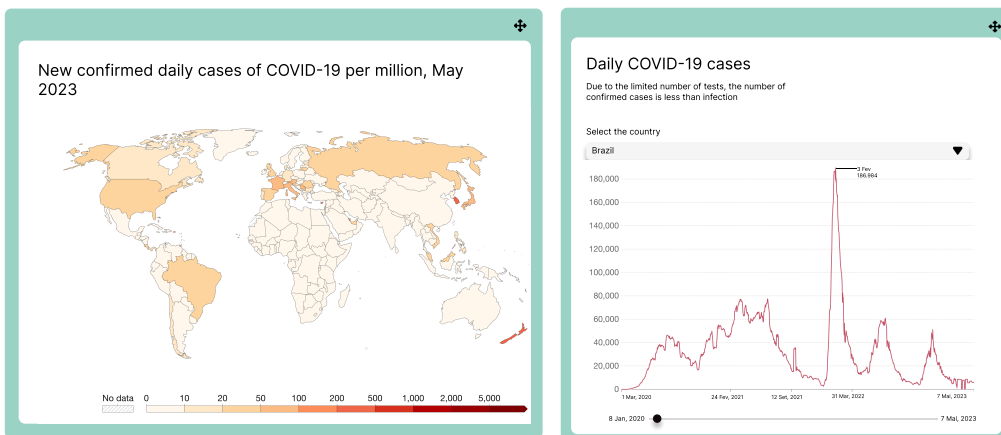 New confirmed daily cases of COVID-19 per million, May
2023
No data
0 10 20 50 100 200 500 1,000 2,000 5,000
Daily COVID-19 cases
Due to the limited number of tests, the number of
confirmed cases is less than infection
Select the country
Brazil
3 Fev
186.984
180,000
160,000
140,000
120,000
100,000
80,000
60,000
40,000
20,000
0
1 Mar, 2020 24 Fev, 2021 12 Set, 2021 31 Mar, 2022 7 Mai, 2023
8 Jan, 2020 7 Mai, 2023